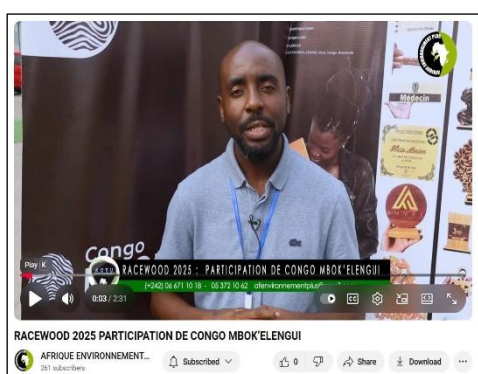 Médecin
Congo
Play K
ACTU
RACEWOOD 2025 : PARTICIPATION DE CONGO MBOK'ELENGUI
(+242) 06 671 10 18 - 05 372 10 62
0:03 / 2:31
CC
RACEWOOD 2025 PARTICIPATION DE CONGO MBOK'ELENGUI
AFRIQUE ENVIRONNEMENT...
261 subscribers
Subscribed
0
Share
Download